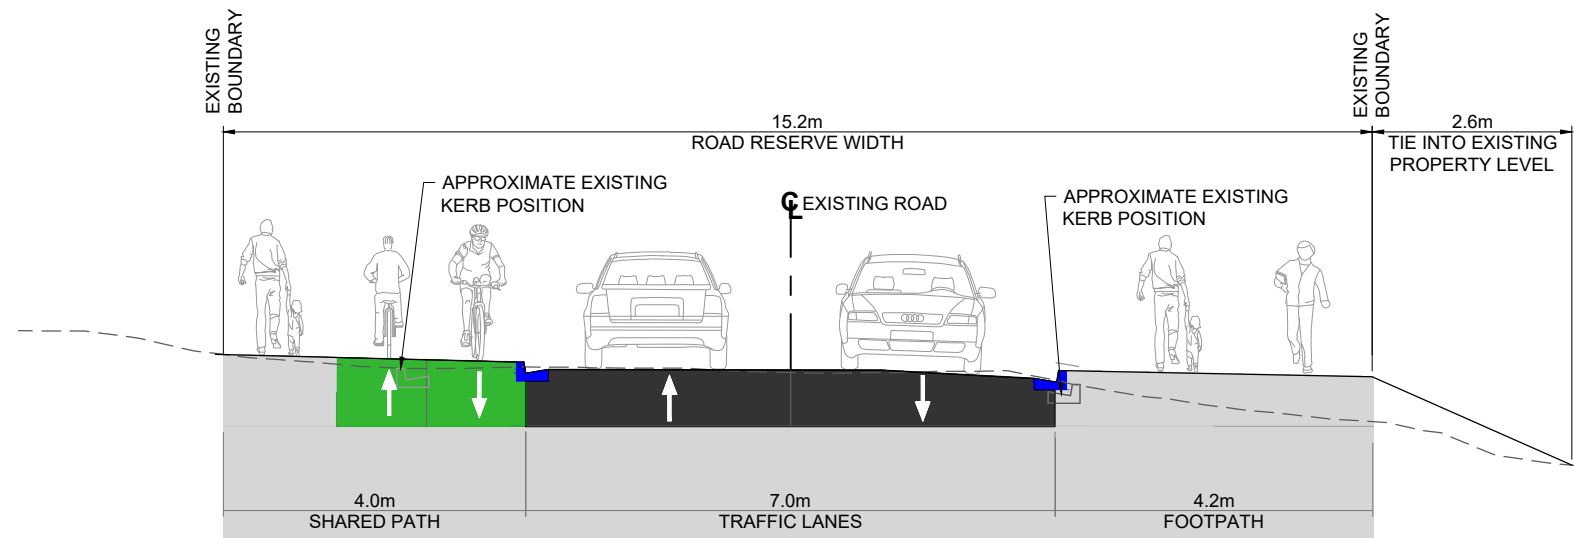 EXISTING
BOUNDARY
EXISTING
BOUNDARY
15.2m
ROAD RESERVE WIDTH
2.6m
TIE INTO EXISTING
PROPERTY LEVEL
APPROXIMATE EXISTING
KERB POSITION
CL EXISTING ROAD
APPROXIMATE EXISTING
KERB POSITION
4.0m
SHARED PATH
7.0m
TRAFFIC LANES
4.2m
FOOTPATH